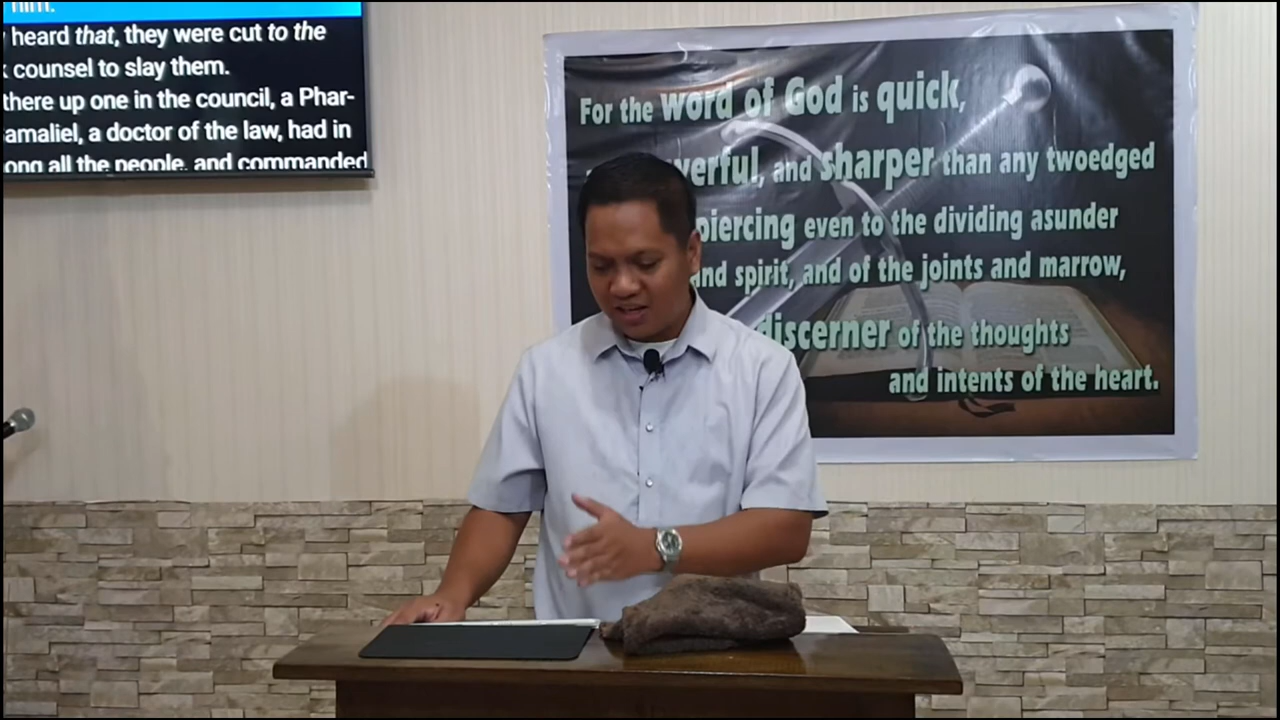 him.
heard that, they were cut to the
counsel to slay them.
there up one in the council, a Phar-
amaliel, a doctor of the law, had in
ong all the people, and commanded
For the word of God is quick,
werful, and sharper than any twoedged
piercing even to the dividing asunder
and spirit, and of the joints and marrow,
discerner of the thoughts
and intents of the heart.